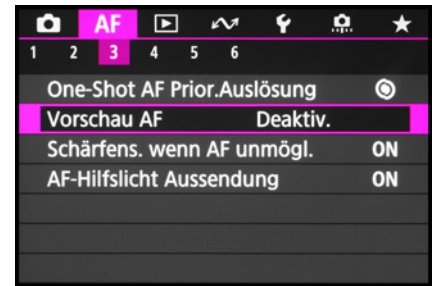 AF
1 2 3 4 5 6
One-Shot AF Prior.Auslösung
Vorschau AF Deaktiv.
Schärfens. wenn AF unmögl. ON
AF-Hilfslicht Aussendung ON